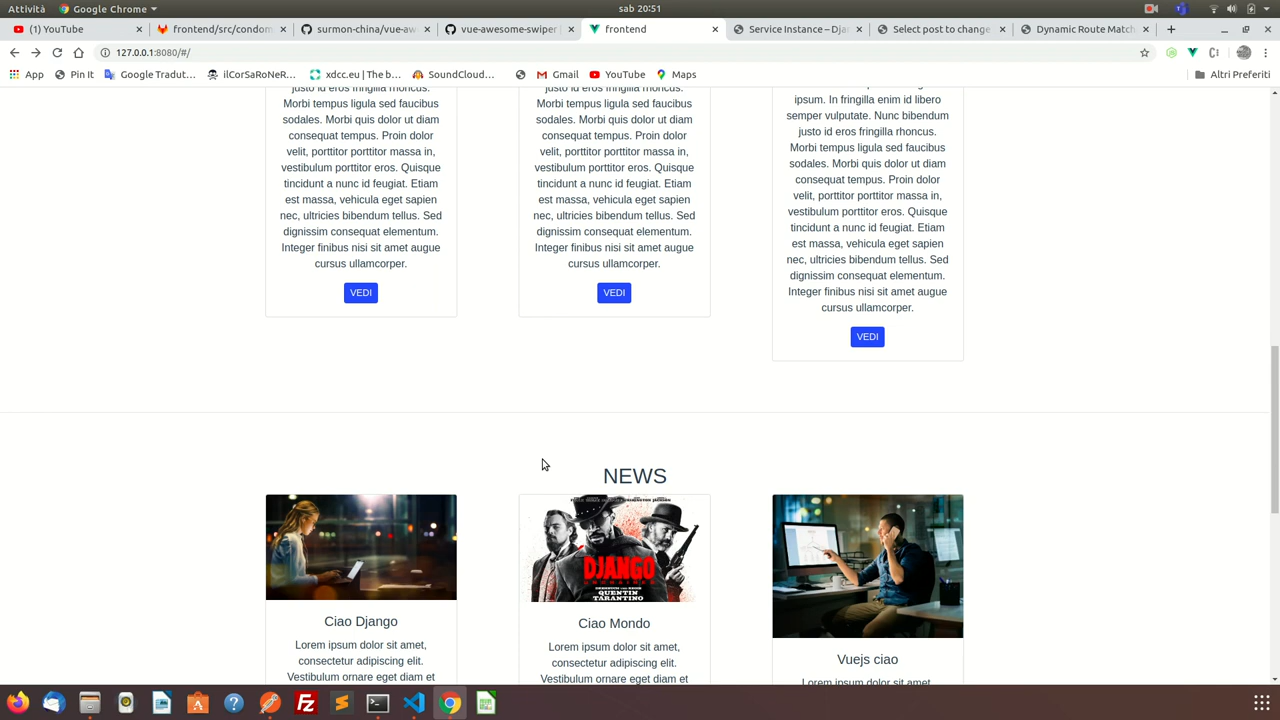 Attività
Google Chrome
sab 20:51
(1) YouTube
frontend/src/condom
surmon-china/vue-aw
vue-awesome-swiper |
frontend
Service Instance – Djan
Select post to change
Dynamic Route Match
127.0.0.1:8080/#/
App
Pin It
Google Tradut…
ilCorSaRoNeR…
xdcc.eu | The b…
SoundCloud…
Gmail
YouTube
Maps
Altri Preferiti
justo id eros fringilla rhoncus.
Morbi tempus ligula sed faucibus
sodales. Morbi quis dolor ut diam
consequat tempus. Proin dolor
velit, porttitor porttitor massa in,
vestibulum porttitor eros. Quisque
tincidunt a nunc id feugiat. Etiam
est massa, vehicula eget sapien
nec, ultricies bibendum tellus. Sed
dignissim consequat elementum.
Integer finibus nisi sit amet augue
cursus ullamcorper.
VEDI
justo id eros fringilla rhoncus.
Morbi tempus ligula sed faucibus
sodales. Morbi quis dolor ut diam
consequat tempus. Proin dolor
velit, porttitor porttitor massa in,
vestibulum porttitor eros. Quisque
tincidunt a nunc id feugiat. Etiam
est massa, vehicula eget sapien
nec, ultricies bibendum tellus. Sed
dignissim consequat elementum.
Integer finibus nisi sit amet augue
cursus ullamcorper.
VEDI
ipsum. In fringilla enim id libero
semper vulputate. Nunc bibendum
justo id eros fringilla rhoncus.
Morbi tempus ligula sed faucibus
sodales. Morbi quis dolor ut diam
consequat tempus. Proin dolor
velit, porttitor porttitor massa in,
vestibulum porttitor eros. Quisque
tincidunt a nunc id feugiat. Etiam
est massa, vehicula eget sapien
nec, ultricies bibendum tellus. Sed
dignissim consequat elementum.
Integer finibus nisi sit amet augue
cursus ullamcorper.
VEDI
NEWS
Ciao Django
Lorem ipsum dolor sit amet,
consectetur adipiscing elit.
Vestibulum ornare eget diam et
DJANGO
UNCHAINED
QUENTIN
TARANTINO
Ciao Mondo
Lorem ipsum dolor sit amet,
consectetur adipiscing elit.
Vestibulum ornare eget diam et
Vuejs ciao
Lorem ipsum dolor sit amet,